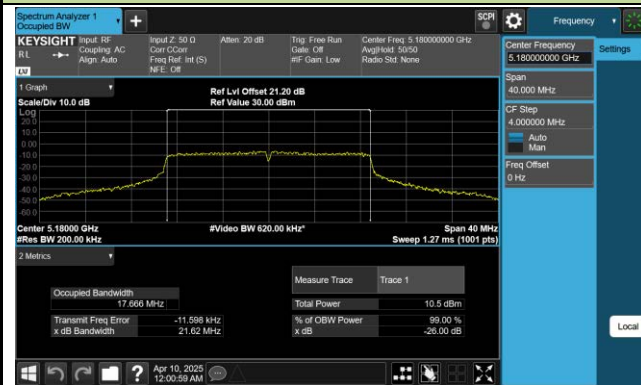 Spectrum Analyzer 1
Occupied BW
+
SCPI
Frequency
KEYSIGHT
RL
Input: RF
Coupling: AC
Align: Auto
Input Z: 50 Ω
Corr CCorr
Freq Ref: Int (S)
NFE: Off
Atten: 20 dB
Trig: Free Run
Gate: Off
#IF Gain: Low
Center Freq: 5.180000000 GHz
Avg|Hold: 50/50
Radio Std: None
Center Frequency
5.180000000 GHz
Settings
Span
40.000 MHz
CF Step
4.000000 MHz
Auto
Man
Freq Offset
0 Hz
Local
1 Graph
Scale/Div 10.0 dB
Ref Lvl Offset 21.20 dB
Ref Value 30.00 dBm
Log
20.0
10.0
0.00
-10.0
-20.0
-30.0
-40.0
-50.0
-60.0
Center 5.18000 GHz
#Video BW 620.00 kHz*
Span 40 MHz
#Res BW 200.00 kHz
Sweep 1.27 ms (1001 pts)
2 Metrics
Measure Trace
Trace 1
Occupied Bandwidth
17.666 MHz
Total Power
10.5 dBm
Transmit Freq Error
-11.598 kHz
% of OBW Power
99.00 %
x dB Bandwidth
21.62 MHz
x dB
-26.00 dB
?
Apr 10, 2025
12:00:59 AM